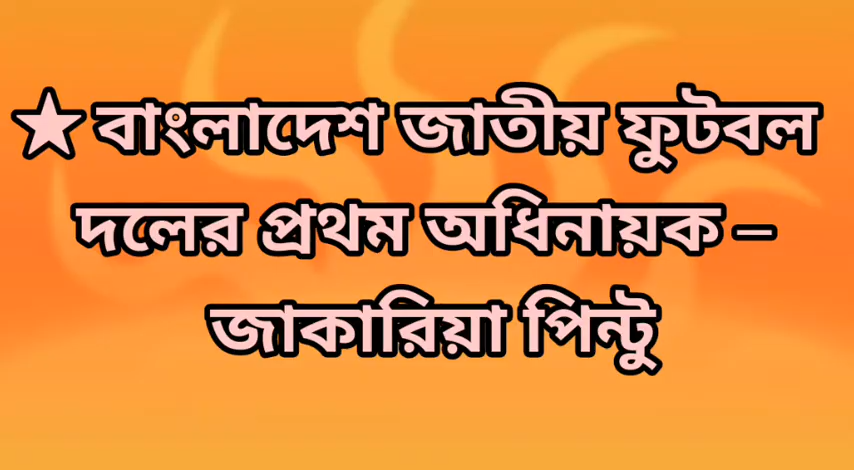 ★ বাংলাদেশ জাতীয় ফুটবল
দলের প্রথম অধিনায়ক –
জাকারিয়া পিন্টু